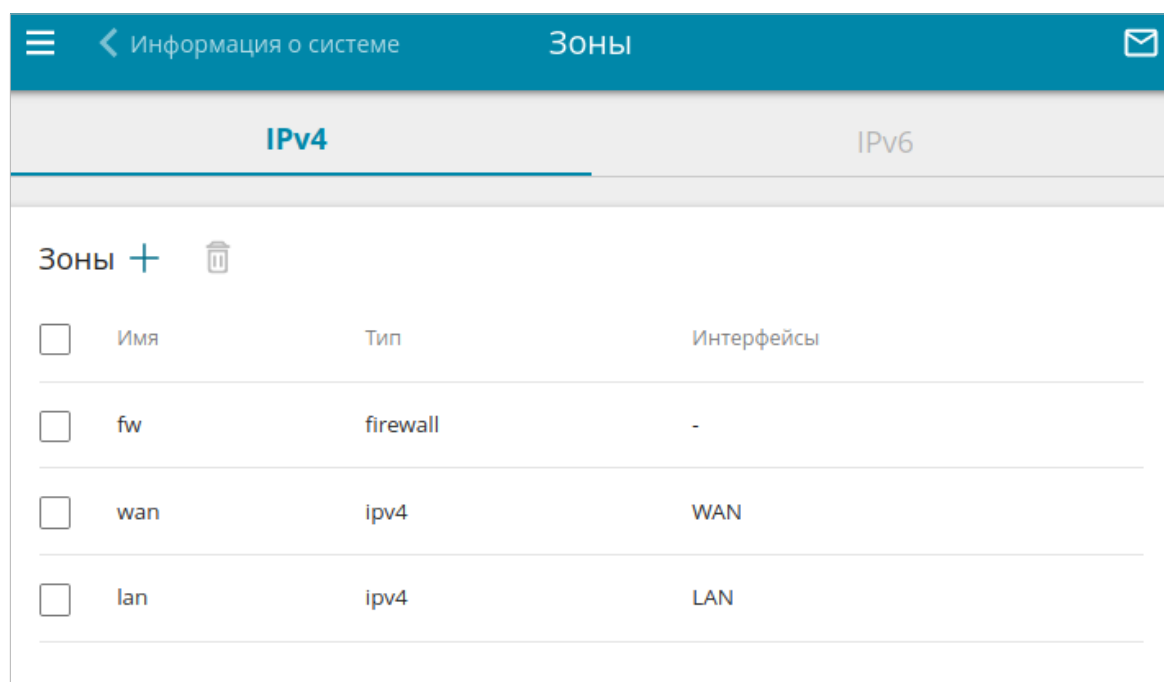 Информация о системе Зоны
IPv4 IPv6
Зоны
Имя Тип Интерфейсы
fw firewall -
wan ipv4 WAN
lan ipv4 LAN